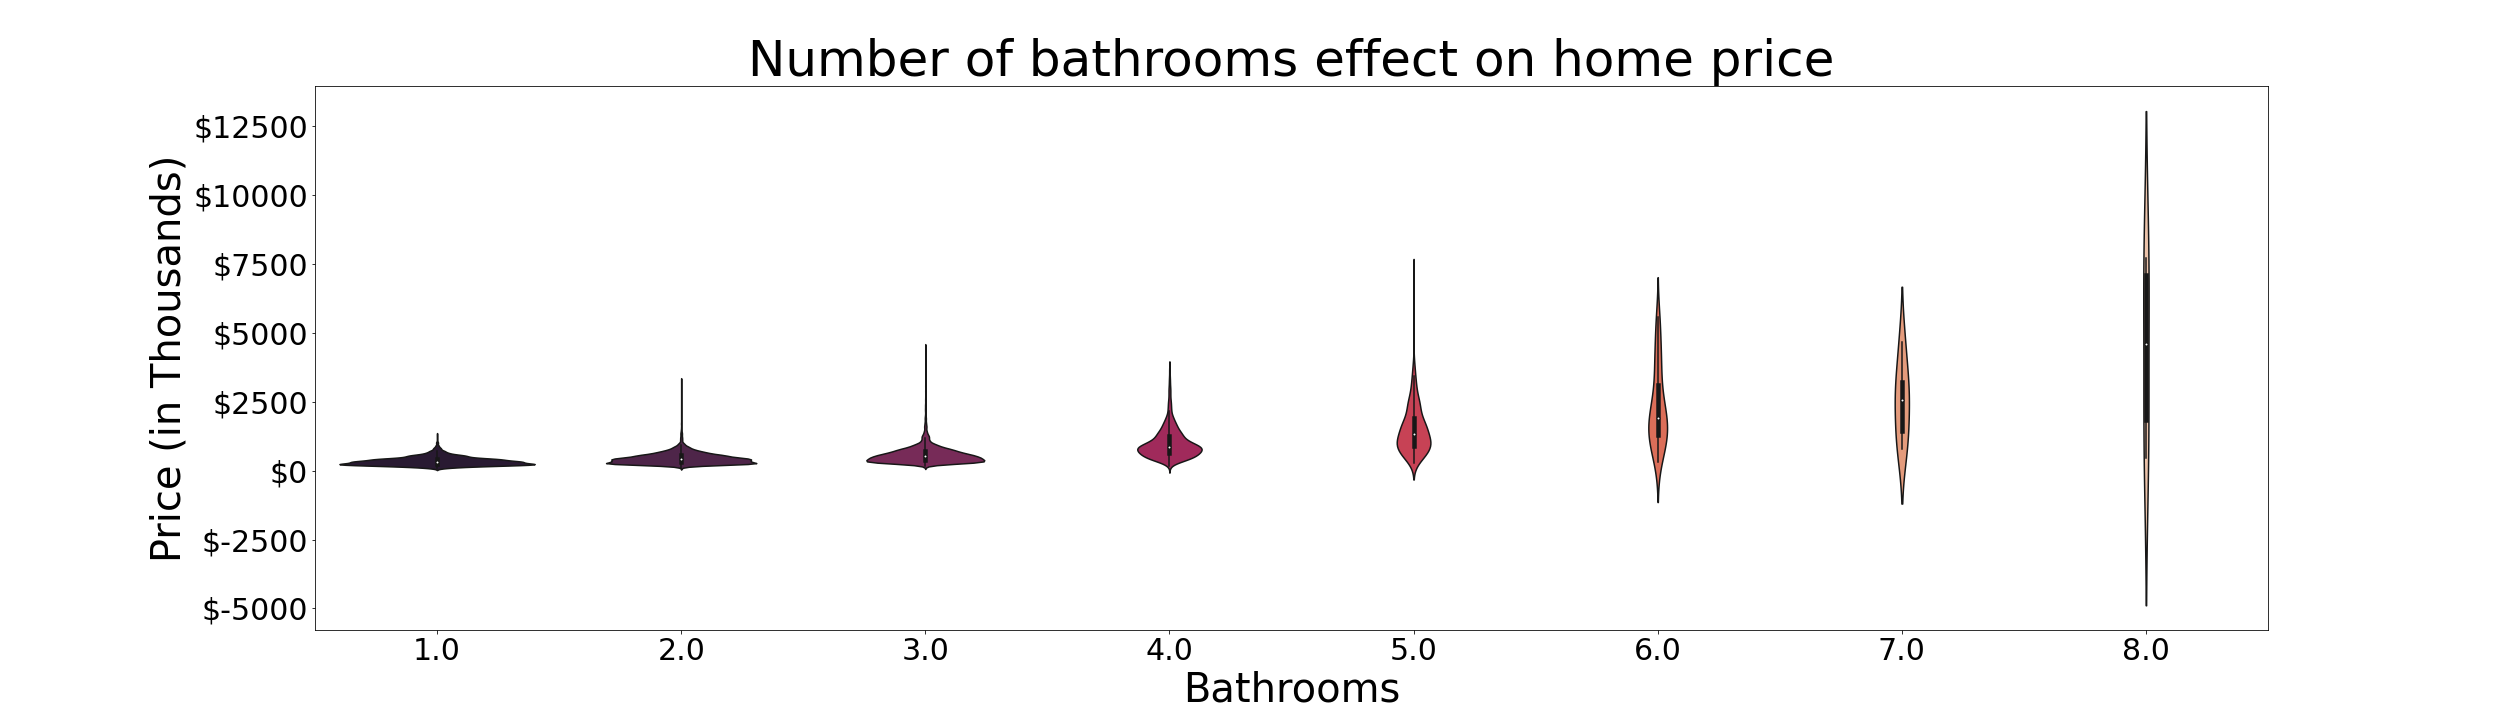 Number of bathrooms effect on home price
Price (in Thousands)
$12500
$10000
$7500
$5000
$2500
$0
$-2500
$-5000
1.0 2.0 3.0 4.0 5.0 6.0 7.0 8.0
Bathrooms